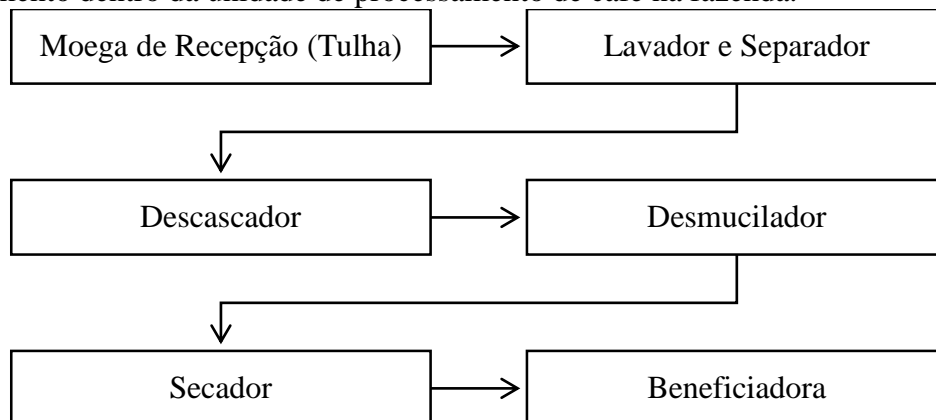 dentro da unidade de processamento de café na fazenda.
Moega de Recepção (Tulha)
Lavador e Separador
Descascador
Desmucilador
Secador
Beneficiadora